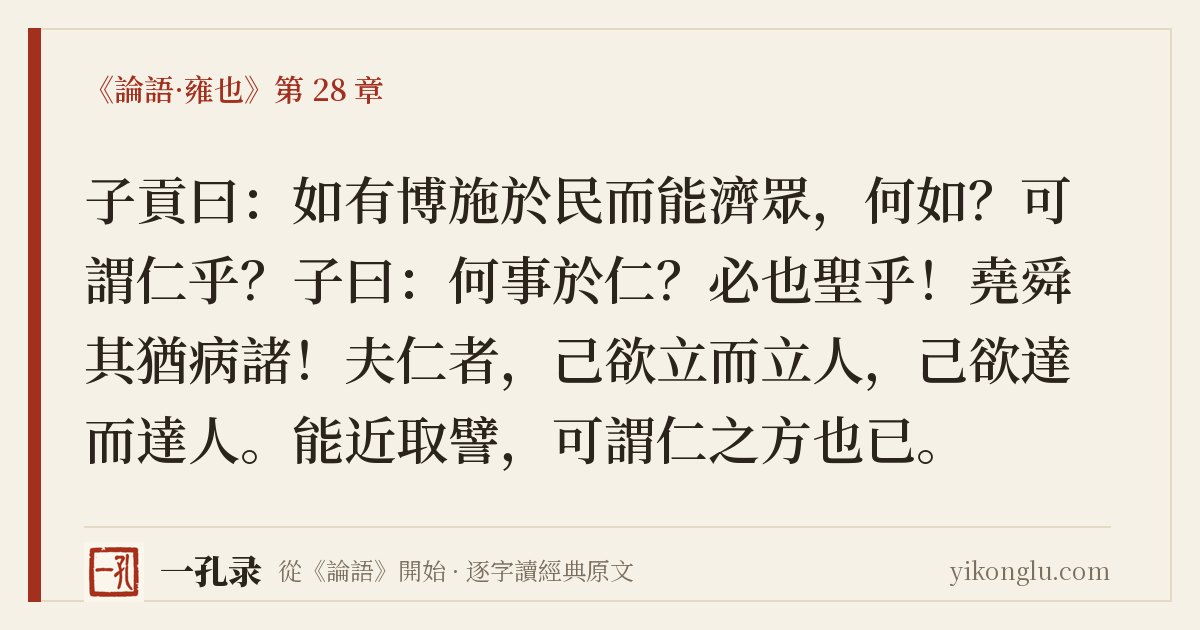 《論語·雍也》第 28 章
子貢曰：如有博施於民而能濟眾，何如？可
謂仁乎？子曰：何事於仁？必也聖乎！堯舜
其猶病諸！夫仁者，己欲立而立人，己欲達
而達人。能近取譬，可謂仁之方也已。
一孔
一孔录 從《論語》開始 · 逐字讀經典原文
yikonglu.com